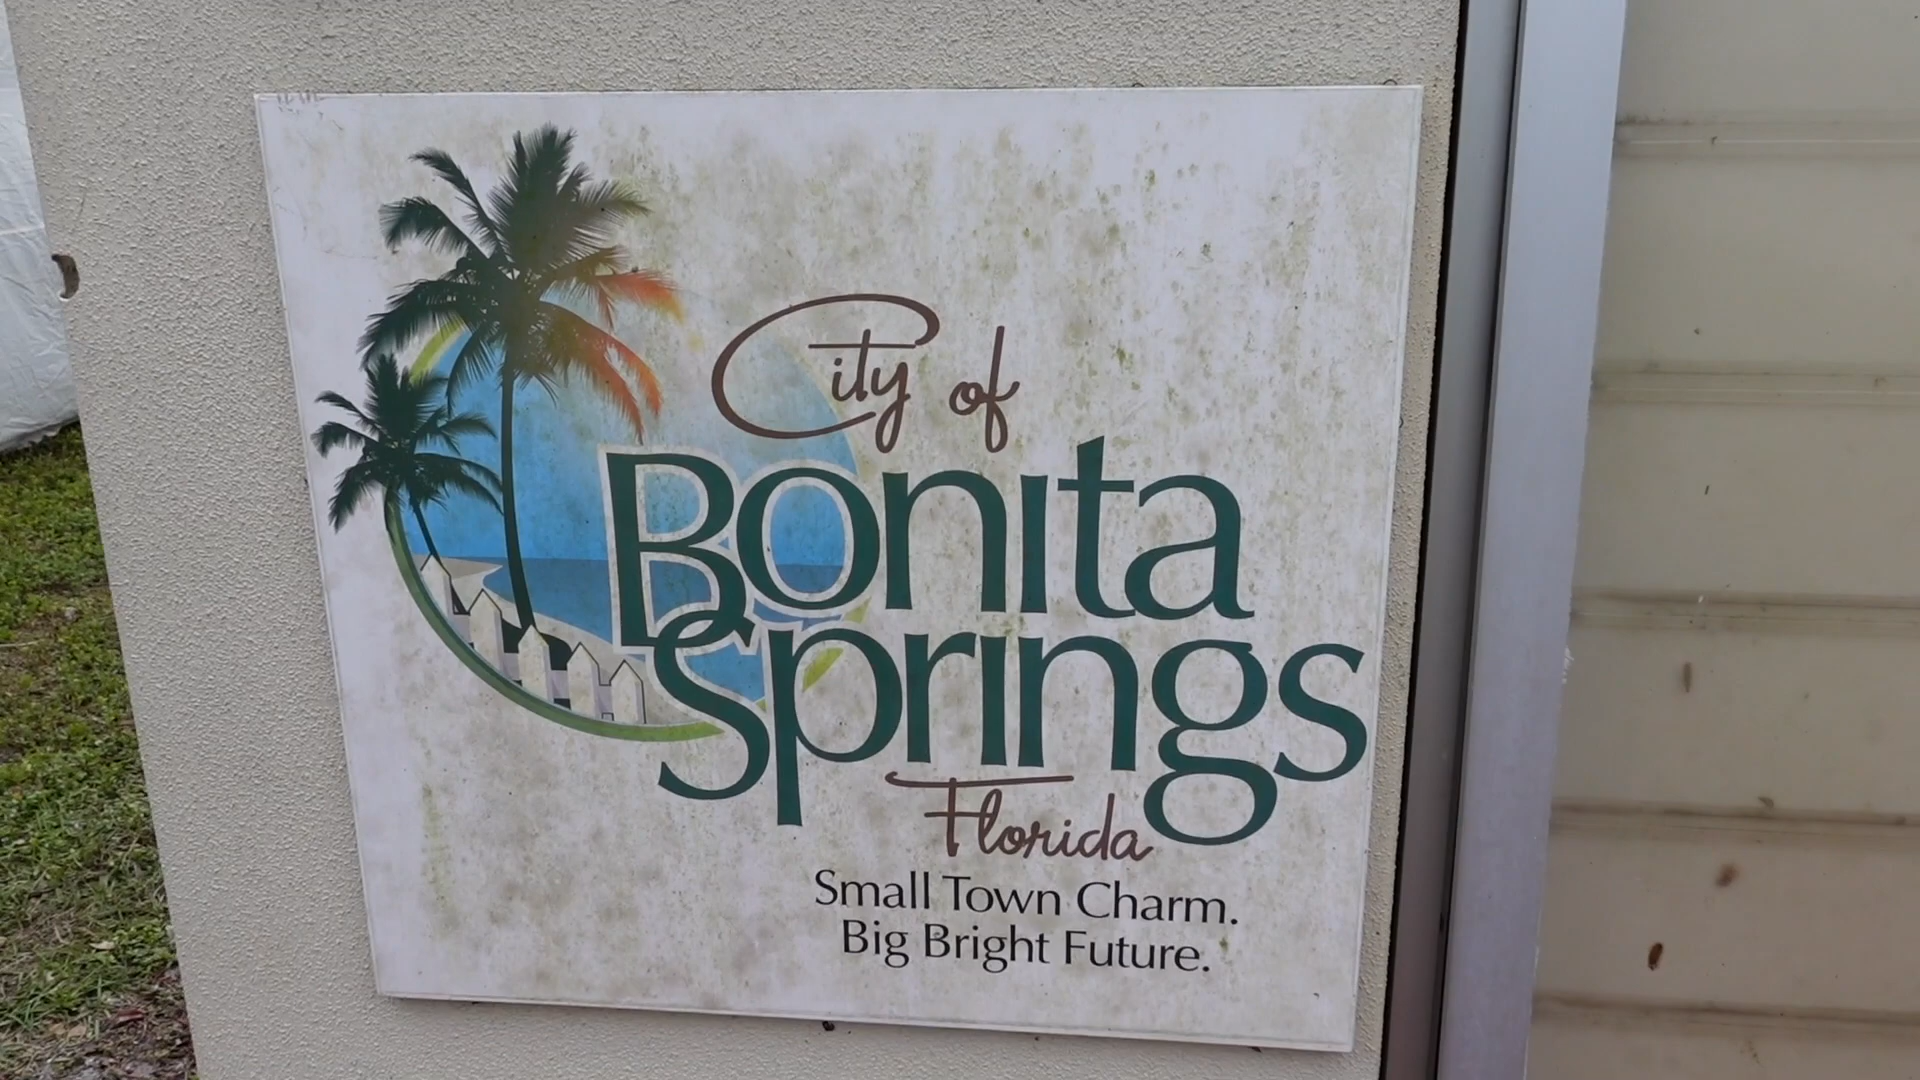 City of
Bonita
Springs
Florida
Small Town Charm.
Big Bright Future.